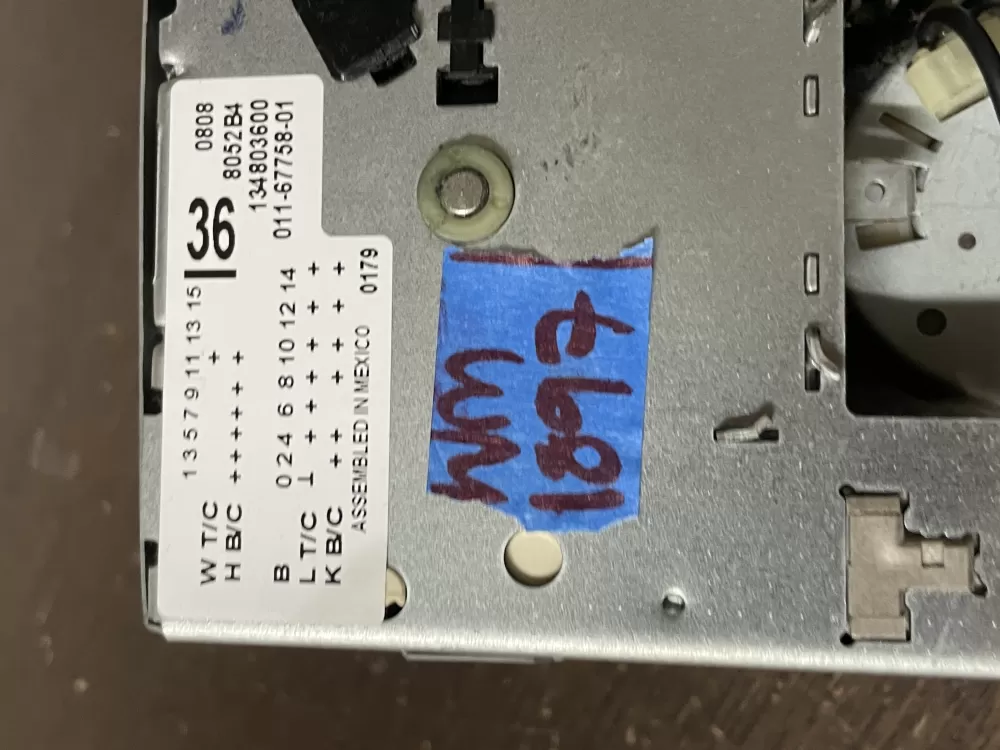 0808
36
8052B4
134803600
011-67758-01
W T/C 1 3 5 7 9 11 13 15
H B/C + + + + + + +
B 0 2 4 6 8 10 12 14
L T/C ⊥ + + + + + + +
K B/C + + + + + +
ASSEMBLED IN MEXICO 0179
WM
1897